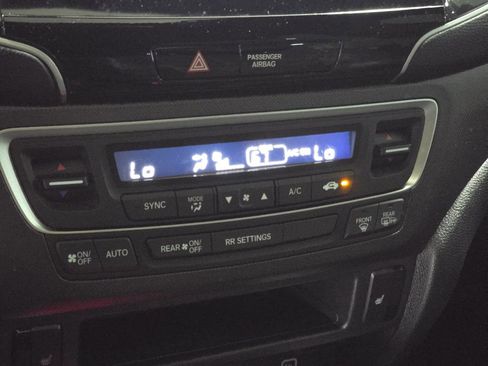 PASSENGER
AIRBAG
Lo
Lo
SYNC
MODE
A/C
ON/
OFF
AUTO
REAR ON/
OFF
RR SETTINGS
FRONT
REAR